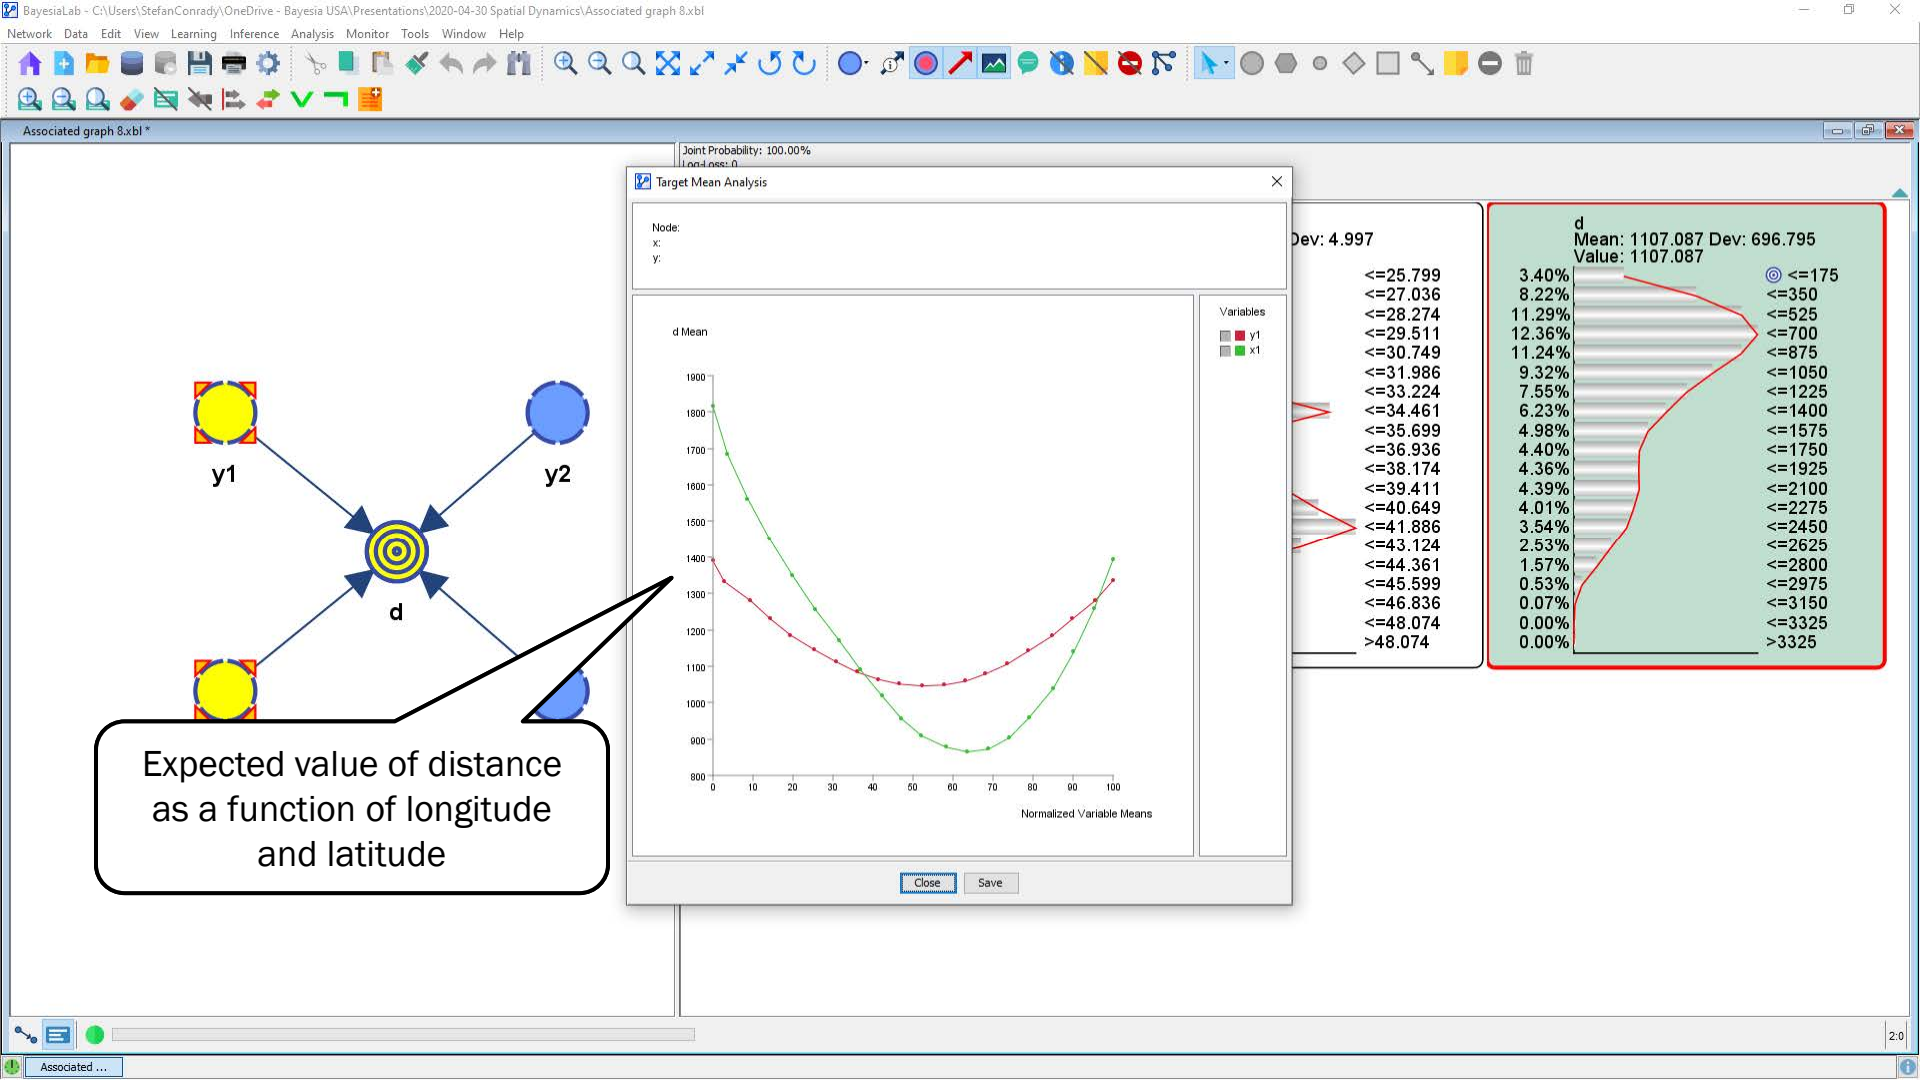 BayesiaLab - C:\Users\StefanConrady\OneDrive - Bayesia USA\Presentations\2020-04-30 Spatial Dynamics\Associated graph 8.xbl
Network Data Edit View Learning Inference Analysis Monitor Tools Window Help
Associated graph 8.xbl *
Joint Probability: 100.00%
Log-Loss: 0
Target Mean Analysis
Node:
x:
y:
d Mean
1900
1800
1700
1600
1500
1400
1300
1200
1100
1000
900
800
0 10 20 30 40 50 60 70 80 90 100
Normalized Variable Means
Variables
y1
x1
Close Save
y1
y2
d
Expected value of distance
as a function of longitude
and latitude
Dev: 4.997
<=25.799
<=27.036
<=28.274
<=29.511
<=30.749
<=31.986
<=33.224
<=34.461
<=35.699
<=36.936
<=38.174
<=39.411
<=40.649
<=41.886
<=43.124
<=44.361
<=45.599
<=46.836
<=48.074
>48.074
d
Mean: 1107.087 Dev: 696.795
Value: 1107.087
3.40% <=175
8.22% <=350
11.29% <=525
12.36% <=700
11.24% <=875
9.32% <=1050
7.55% <=1225
6.23% <=1400
4.98% <=1575
4.40% <=1750
4.36% <=1925
4.39% <=2100
4.01% <=2275
3.54% <=2450
2.53% <=2625
1.57% <=2800
0.53% <=2975
0.07% <=3150
0.00% <=3325
0.00% >3325
2:0
Associated ...